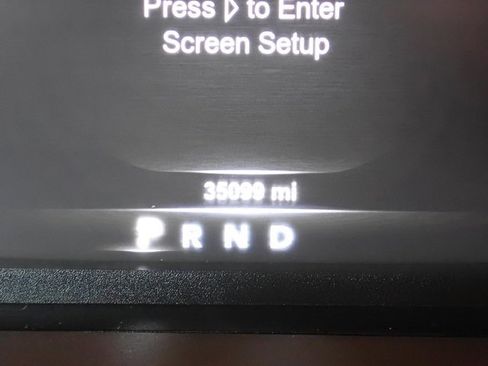 Press ▷ to Enter
Screen Setup
35099 mi
P R N D